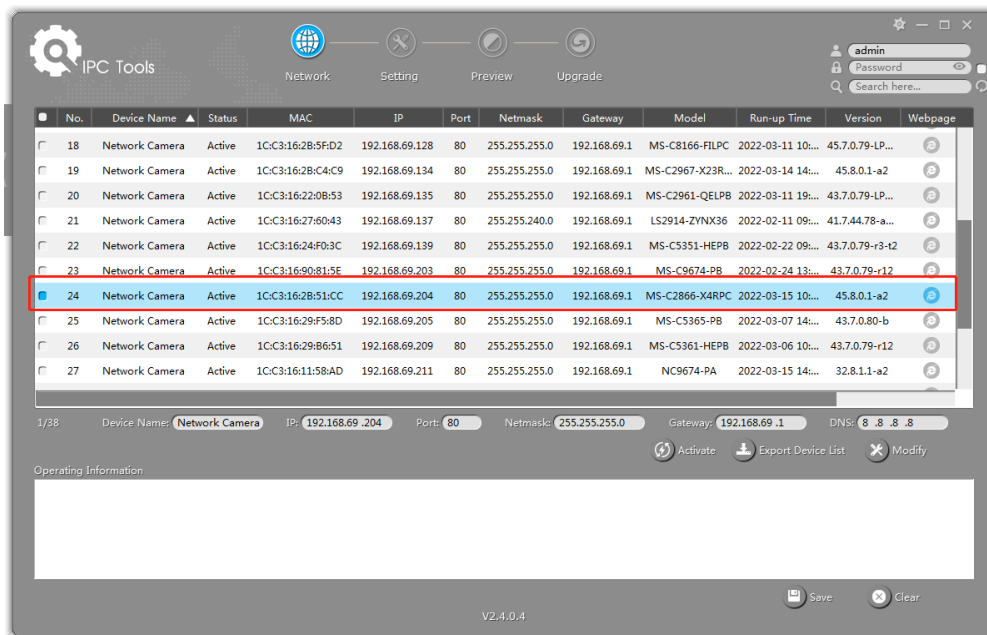 IPC Tools
Network Setting Preview Upgrade
admin
Password
Search here...
No. Device Name Status MAC IP Port Netmask Gateway Model Run-up Time Version Webpage
18 Network Camera Active 1C:C3:16:2B:5F:D2 192.168.69.128 80 255.255.255.0 192.168.69.1 MS-C8166-FILPC 2022-03-11 10:... 45.7.0.79-LP...
19 Network Camera Active 1C:C3:16:2B:C4:C9 192.168.69.134 80 255.255.255.0 192.168.69.1 MS-C2967-X23R... 2022-03-14 14:... 45.8.0.1-a2
20 Network Camera Active 1C:C3:16:22:0B:53 192.168.69.135 80 255.255.255.0 192.168.69.1 MS-C2961-QELPB 2022-03-11 19:... 43.7.0.79-LP...
21 Network Camera Active 1C:C3:16:27:60:43 192.168.69.137 80 255.255.240.0 192.168.69.1 LS2914-ZYNX36 2022-02-11 09:... 41.7.44.78-a...
22 Network Camera Active 1C:C3:16:24:F0:3C 192.168.69.139 80 255.255.255.0 192.168.69.1 MS-C5351-HEPB 2022-02-22 09:... 43.7.0.79-r3-t2
23 Network Camera Active 1C:C3:16:90:81:5E 192.168.69.203 80 255.255.255.0 192.168.69.1 MS-C9674-PB 2022-02-24 13:... 43.7.0.79-r12
24 Network Camera Active 1C:C3:16:2B:51:CC 192.168.69.204 80 255.255.255.0 192.168.69.1 MS-C2866-X4RPC 2022-03-15 10:... 45.8.0.1-a2
25 Network Camera Active 1C:C3:16:29:F5:8D 192.168.69.205 80 255.255.255.0 192.168.69.1 MS-C5365-PB 2022-03-07 14:... 43.7.0.80-b
26 Network Camera Active 1C:C3:16:29:B6:51 192.168.69.209 80 255.255.255.0 192.168.69.1 MS-C5361-HEPB 2022-03-06 10:... 43.7.0.79-r12
27 Network Camera Active 1C:C3:16:11:58:AD 192.168.69.211 80 255.255.255.0 192.168.69.1 NC9674-PA 2022-03-15 14:... 32.8.1.1-a2
1/38 Device Name: Network Camera IP: 192.168.69 .204 Port: 80 Netmask: 255.255.255.0 Gateway: 192.168.69 .1 DNS: 8 .8 .8 .8
Activate Export Device List Modify
Operating Information
Save Clear
V2.4.0.4